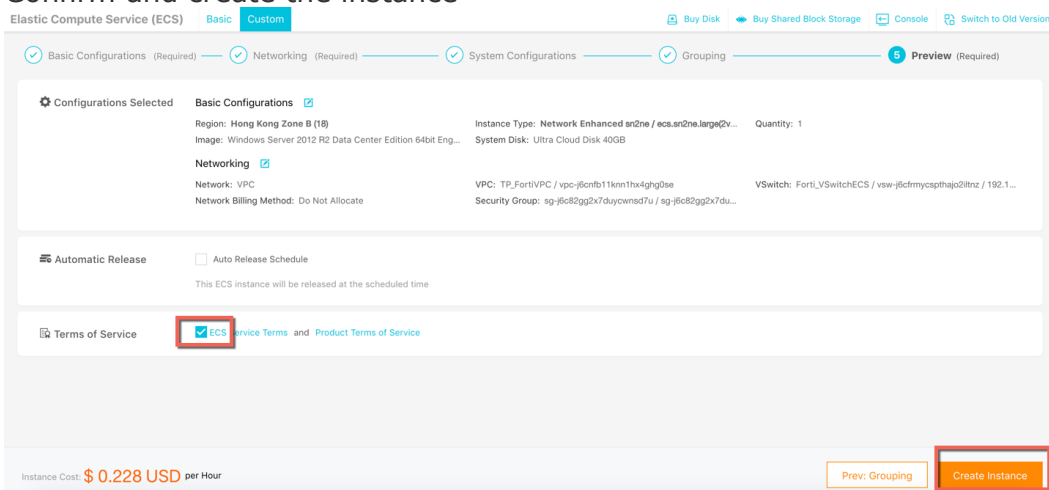 Confirm and create the instance
Elastic Compute Service (ECS) Basic Custom Buy Disk Buy Shared Block Storage Console Switch to Old Version
Basic Configurations (Required) Networking (Required) System Configurations Grouping 5 Preview (Required)
Configurations Selected Basic Configurations
Region: Hong Kong Zone B (18) Instance Type: Network Enhanced sn2ne / ecs.sn2ne.large(2v... Quantity: 1
Image: Windows Server 2012 R2 Data Center Edition 64bit Eng... System Disk: Ultra Cloud Disk 40GB
Networking
Network: VPC VPC: TP_FortiVPC / vpc-j6cnfb11knn1hx4ghg0se VSwitch: Forti_VSwitchECS / vsw-j6cfrmycspthajo2iltnz / 192.1...
Network Billing Method: Do Not Allocate Security Group: sg-j6c82gg2x7duycwnsd7u / sg-j6c82gg2x7du...
Automatic Release Auto Release Schedule
This ECS instance will be released at the scheduled time
Terms of Service ECS Service Terms and Product Terms of Service
Instance Cost: $ 0.228 USD per Hour Prev: Grouping Create Instance